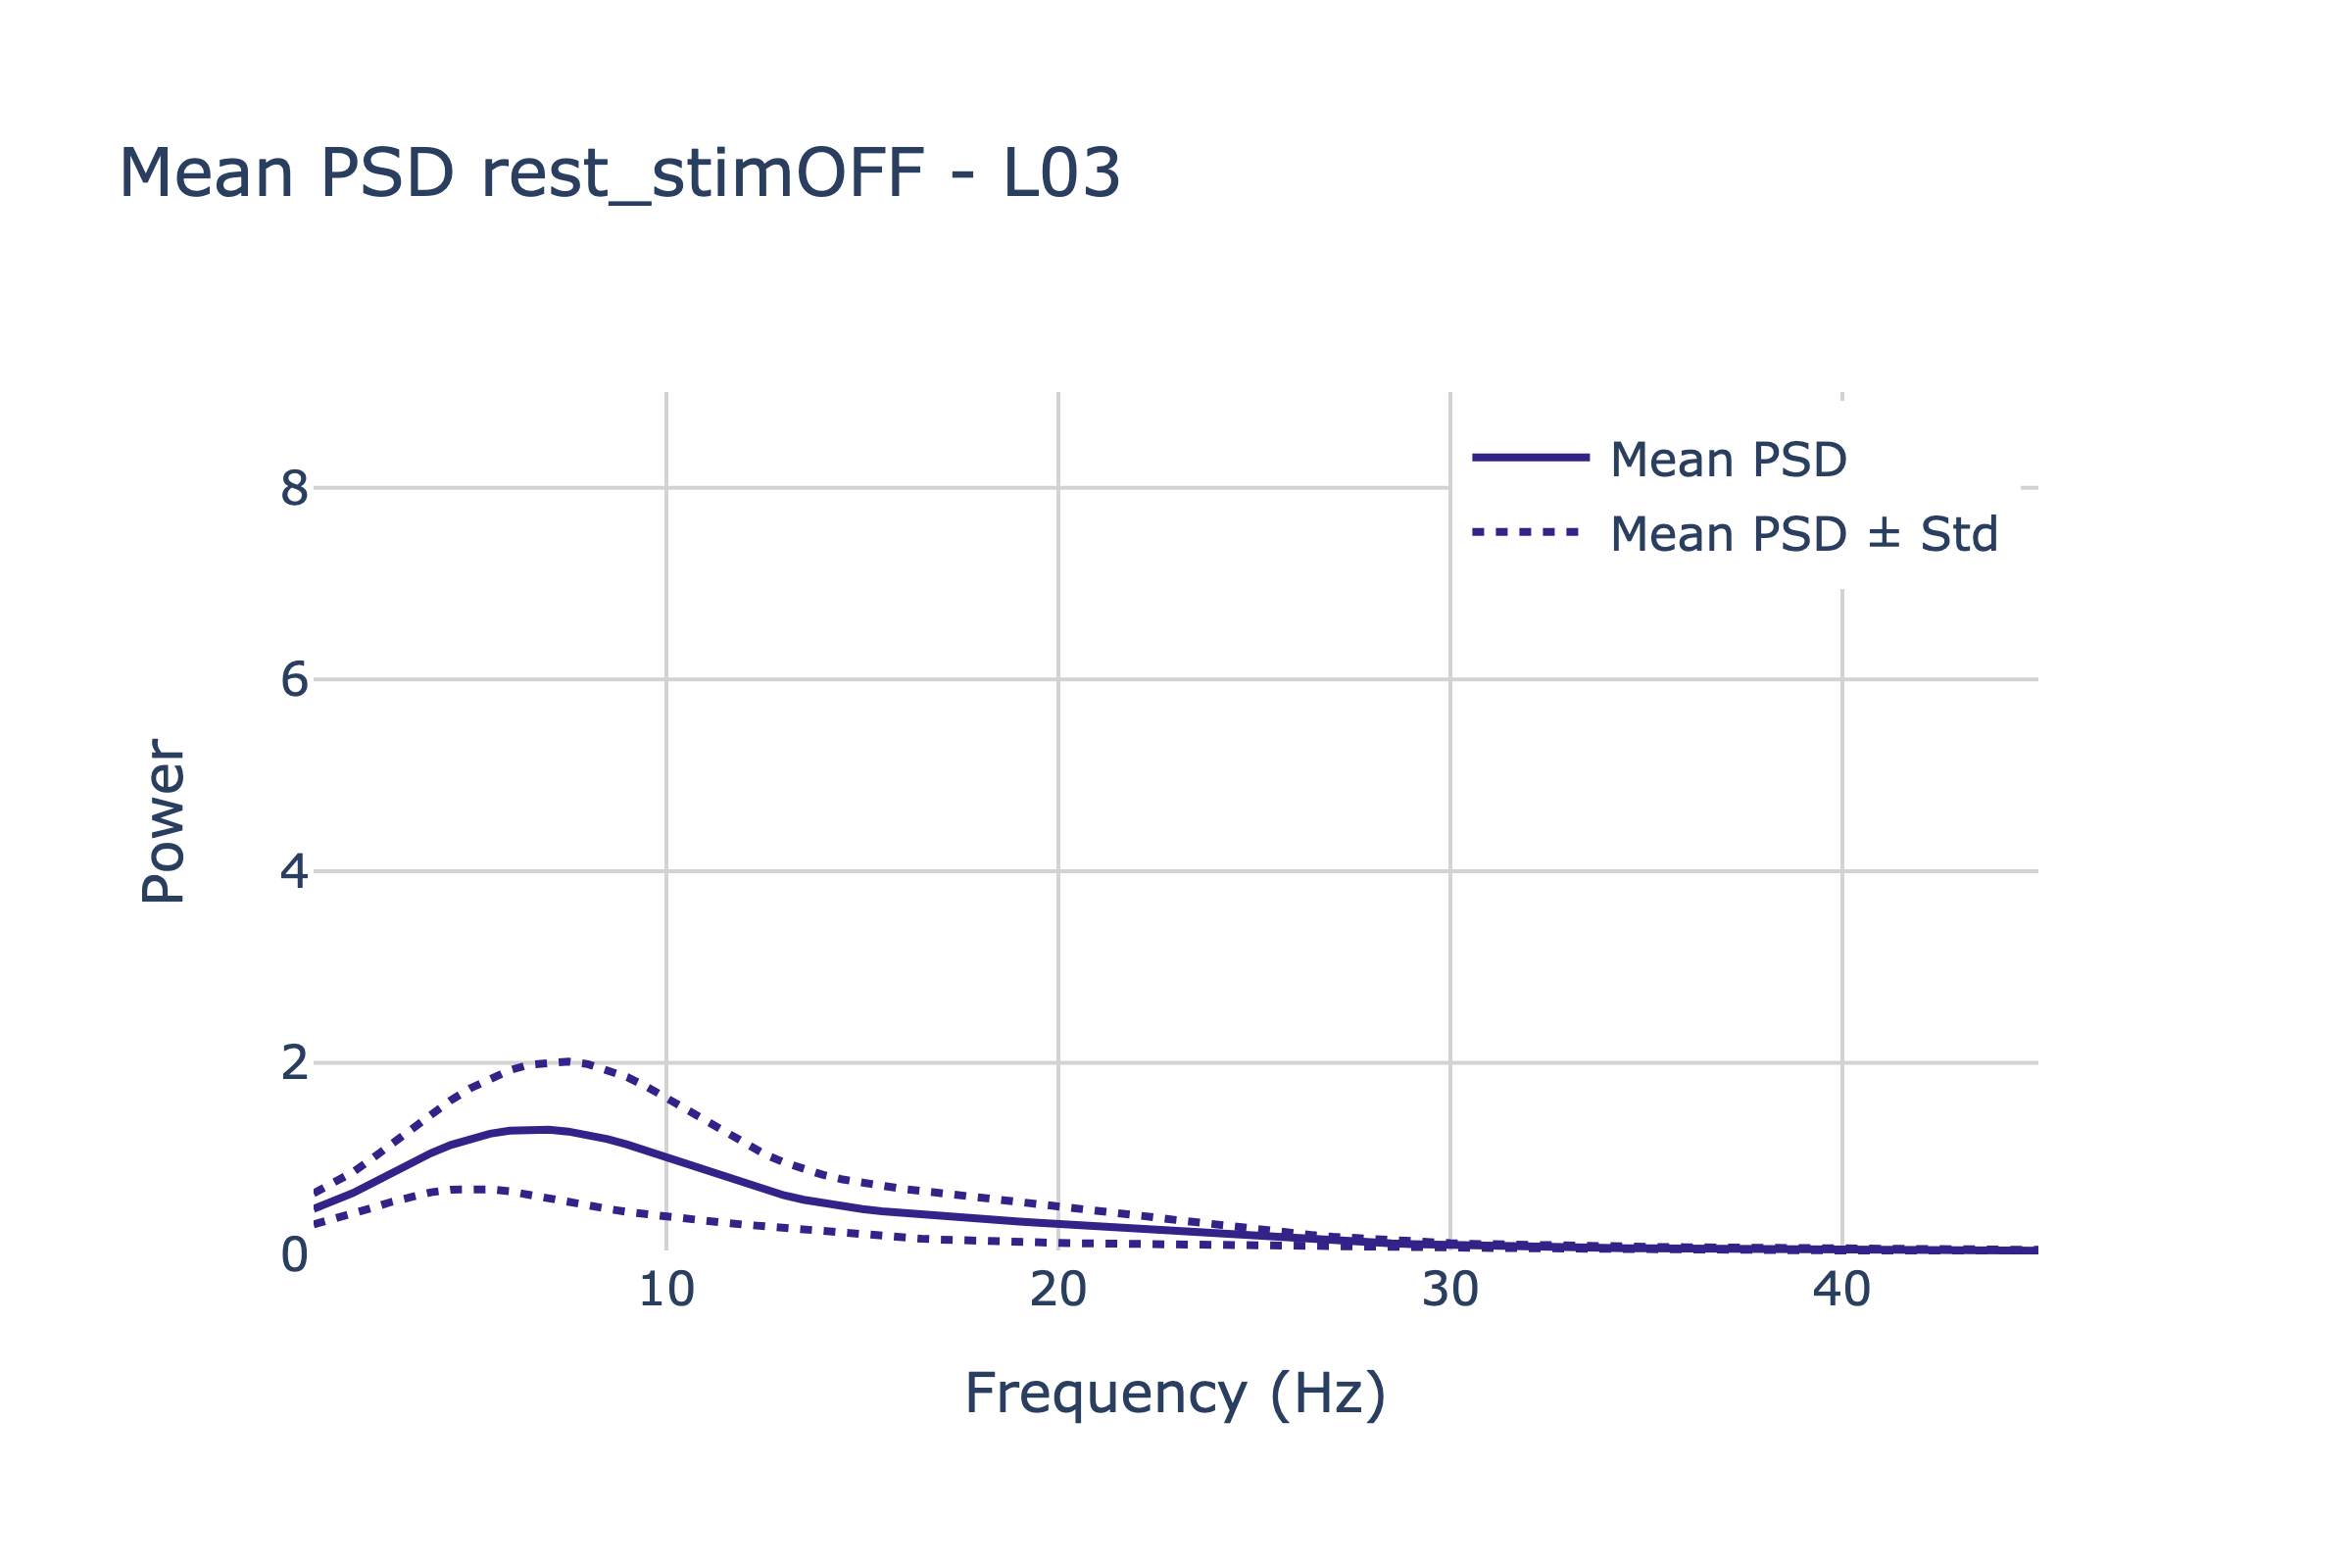 Mean PSD rest_stimOFF - L03
Mean PSD
Mean PSD ± Std
8
6
4
2
0
Power
10 20 30 40
Frequency (Hz)